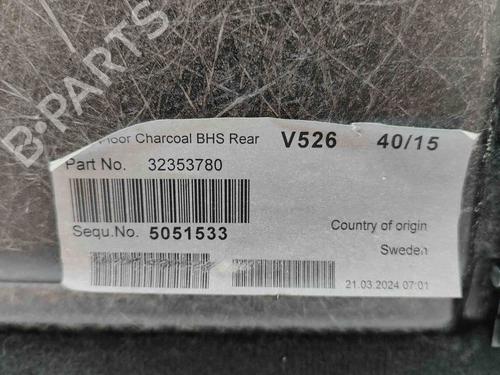 B-PARTS
Floor Charcoal BHS Rear V526 40/15
Part No. 32353780
Sequ.No. 5051533
Country of origin
Sweden
21.03.2024 07:01